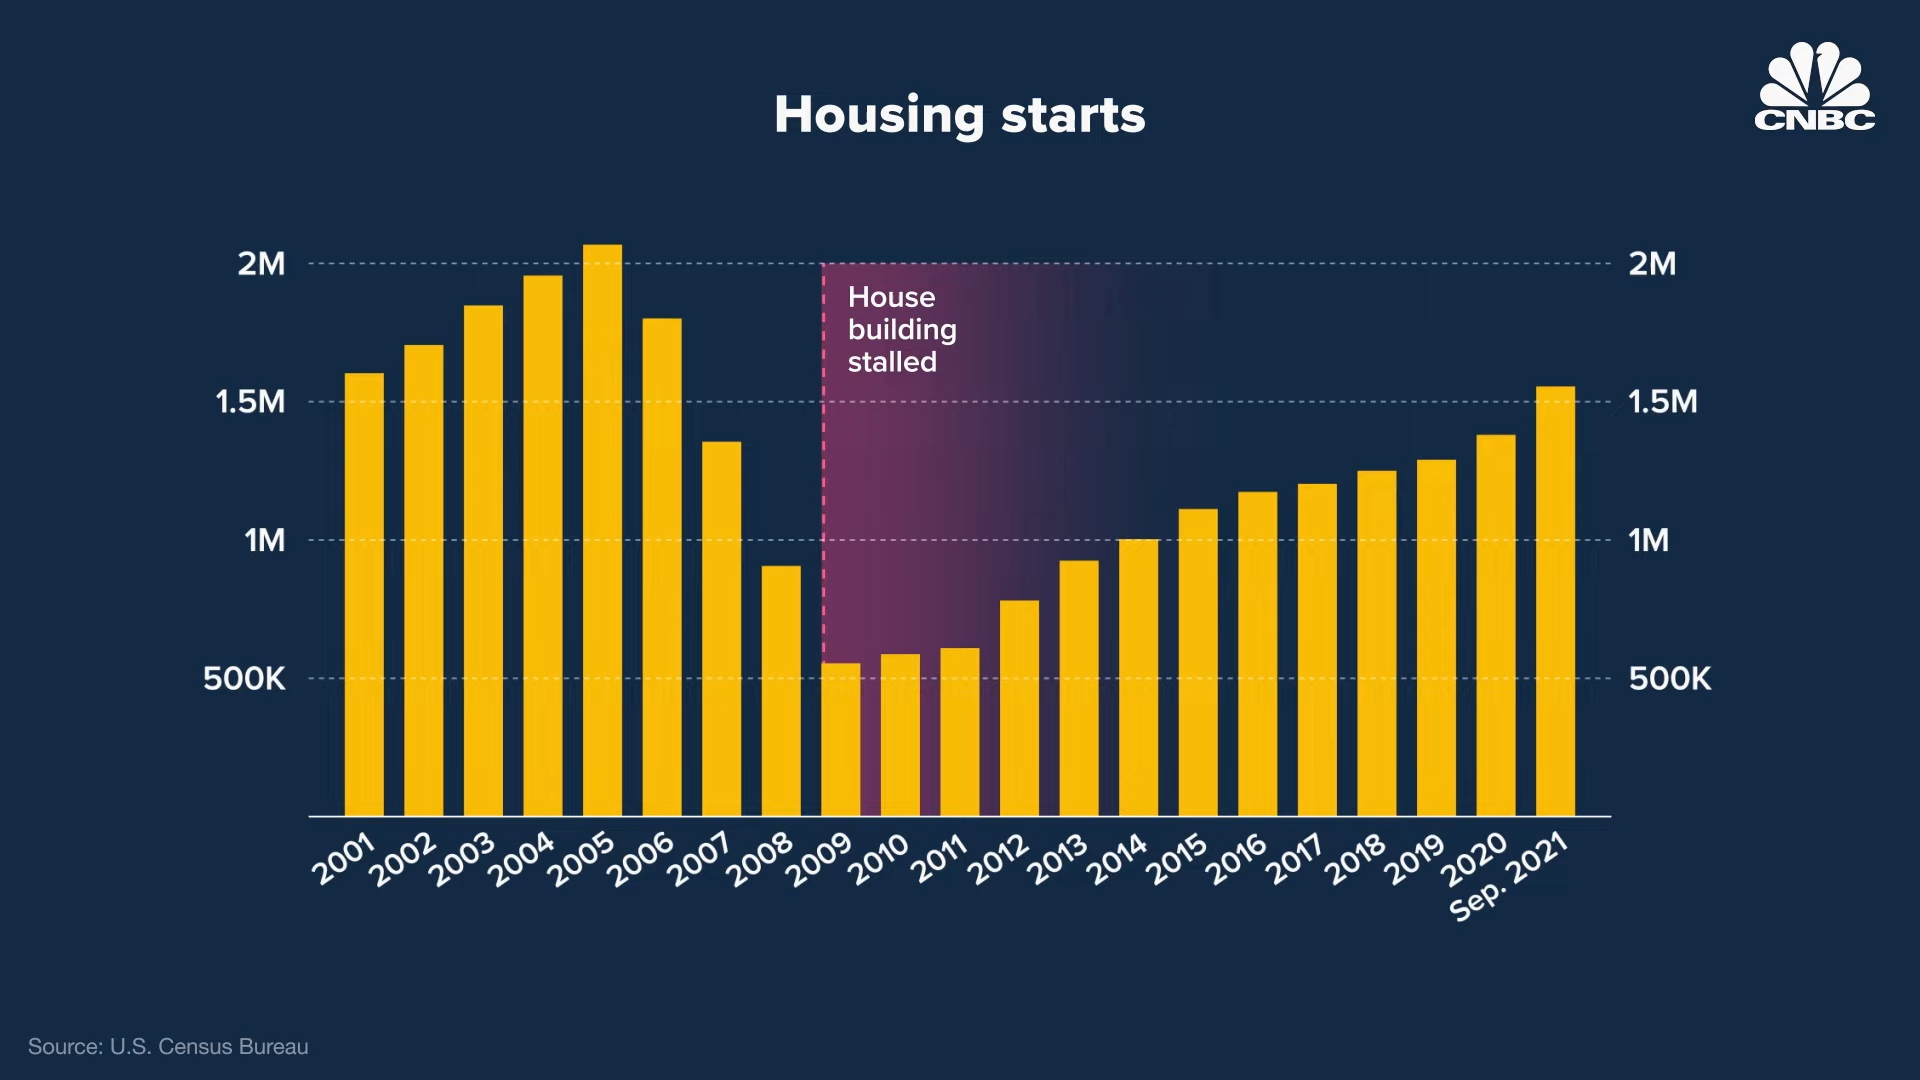 CNBC
Housing starts
2M
2M
House
building
stalled
1.5M
1.5M
1M
1M
500K
500K
2001
2002
2003
2004
2005
2006
2007
2008
2009
2010
2011
2012
2013
2014
2015
2016
2017
2018
2019
2020
Sep. 2021
Source: U.S. Census Bureau